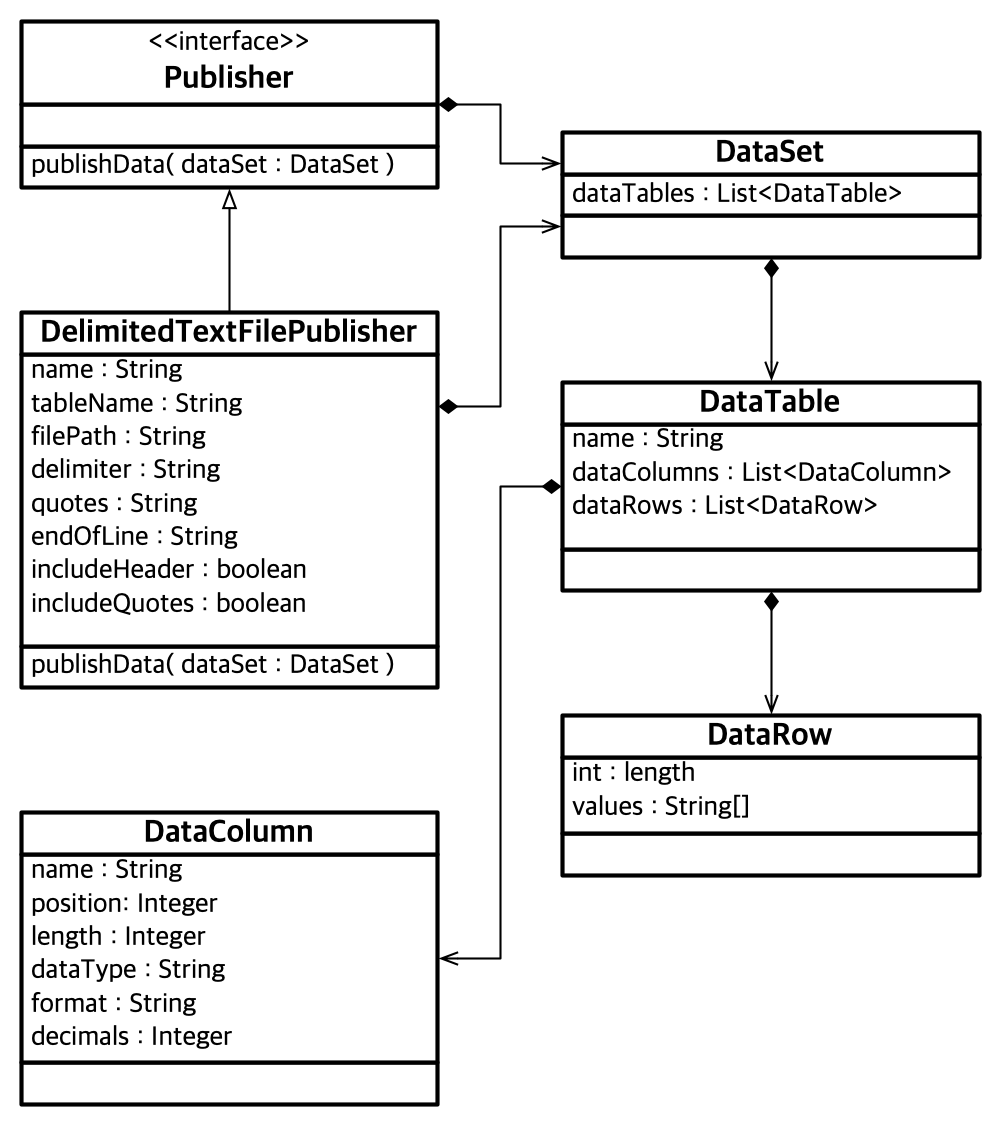 <<interface>>
Publisher
publishData( dataSet : DataSet )
DataSet
dataTables : List<DataTable>
DelimitedTextFilePublisher
name : String
tableName : String
filePath : String
delimiter : String
quotes : String
endOfLine : String
includeHeader : boolean
includeQuotes : boolean
publishData( dataSet : DataSet )
DataTable
name : String
dataColumns : List<DataColumn>
dataRows : List<DataRow>
DataRow
int : length
values : String[]
DataColumn
name : String
position: Integer
length : Integer
dataType : String
format : String
decimals : Integer